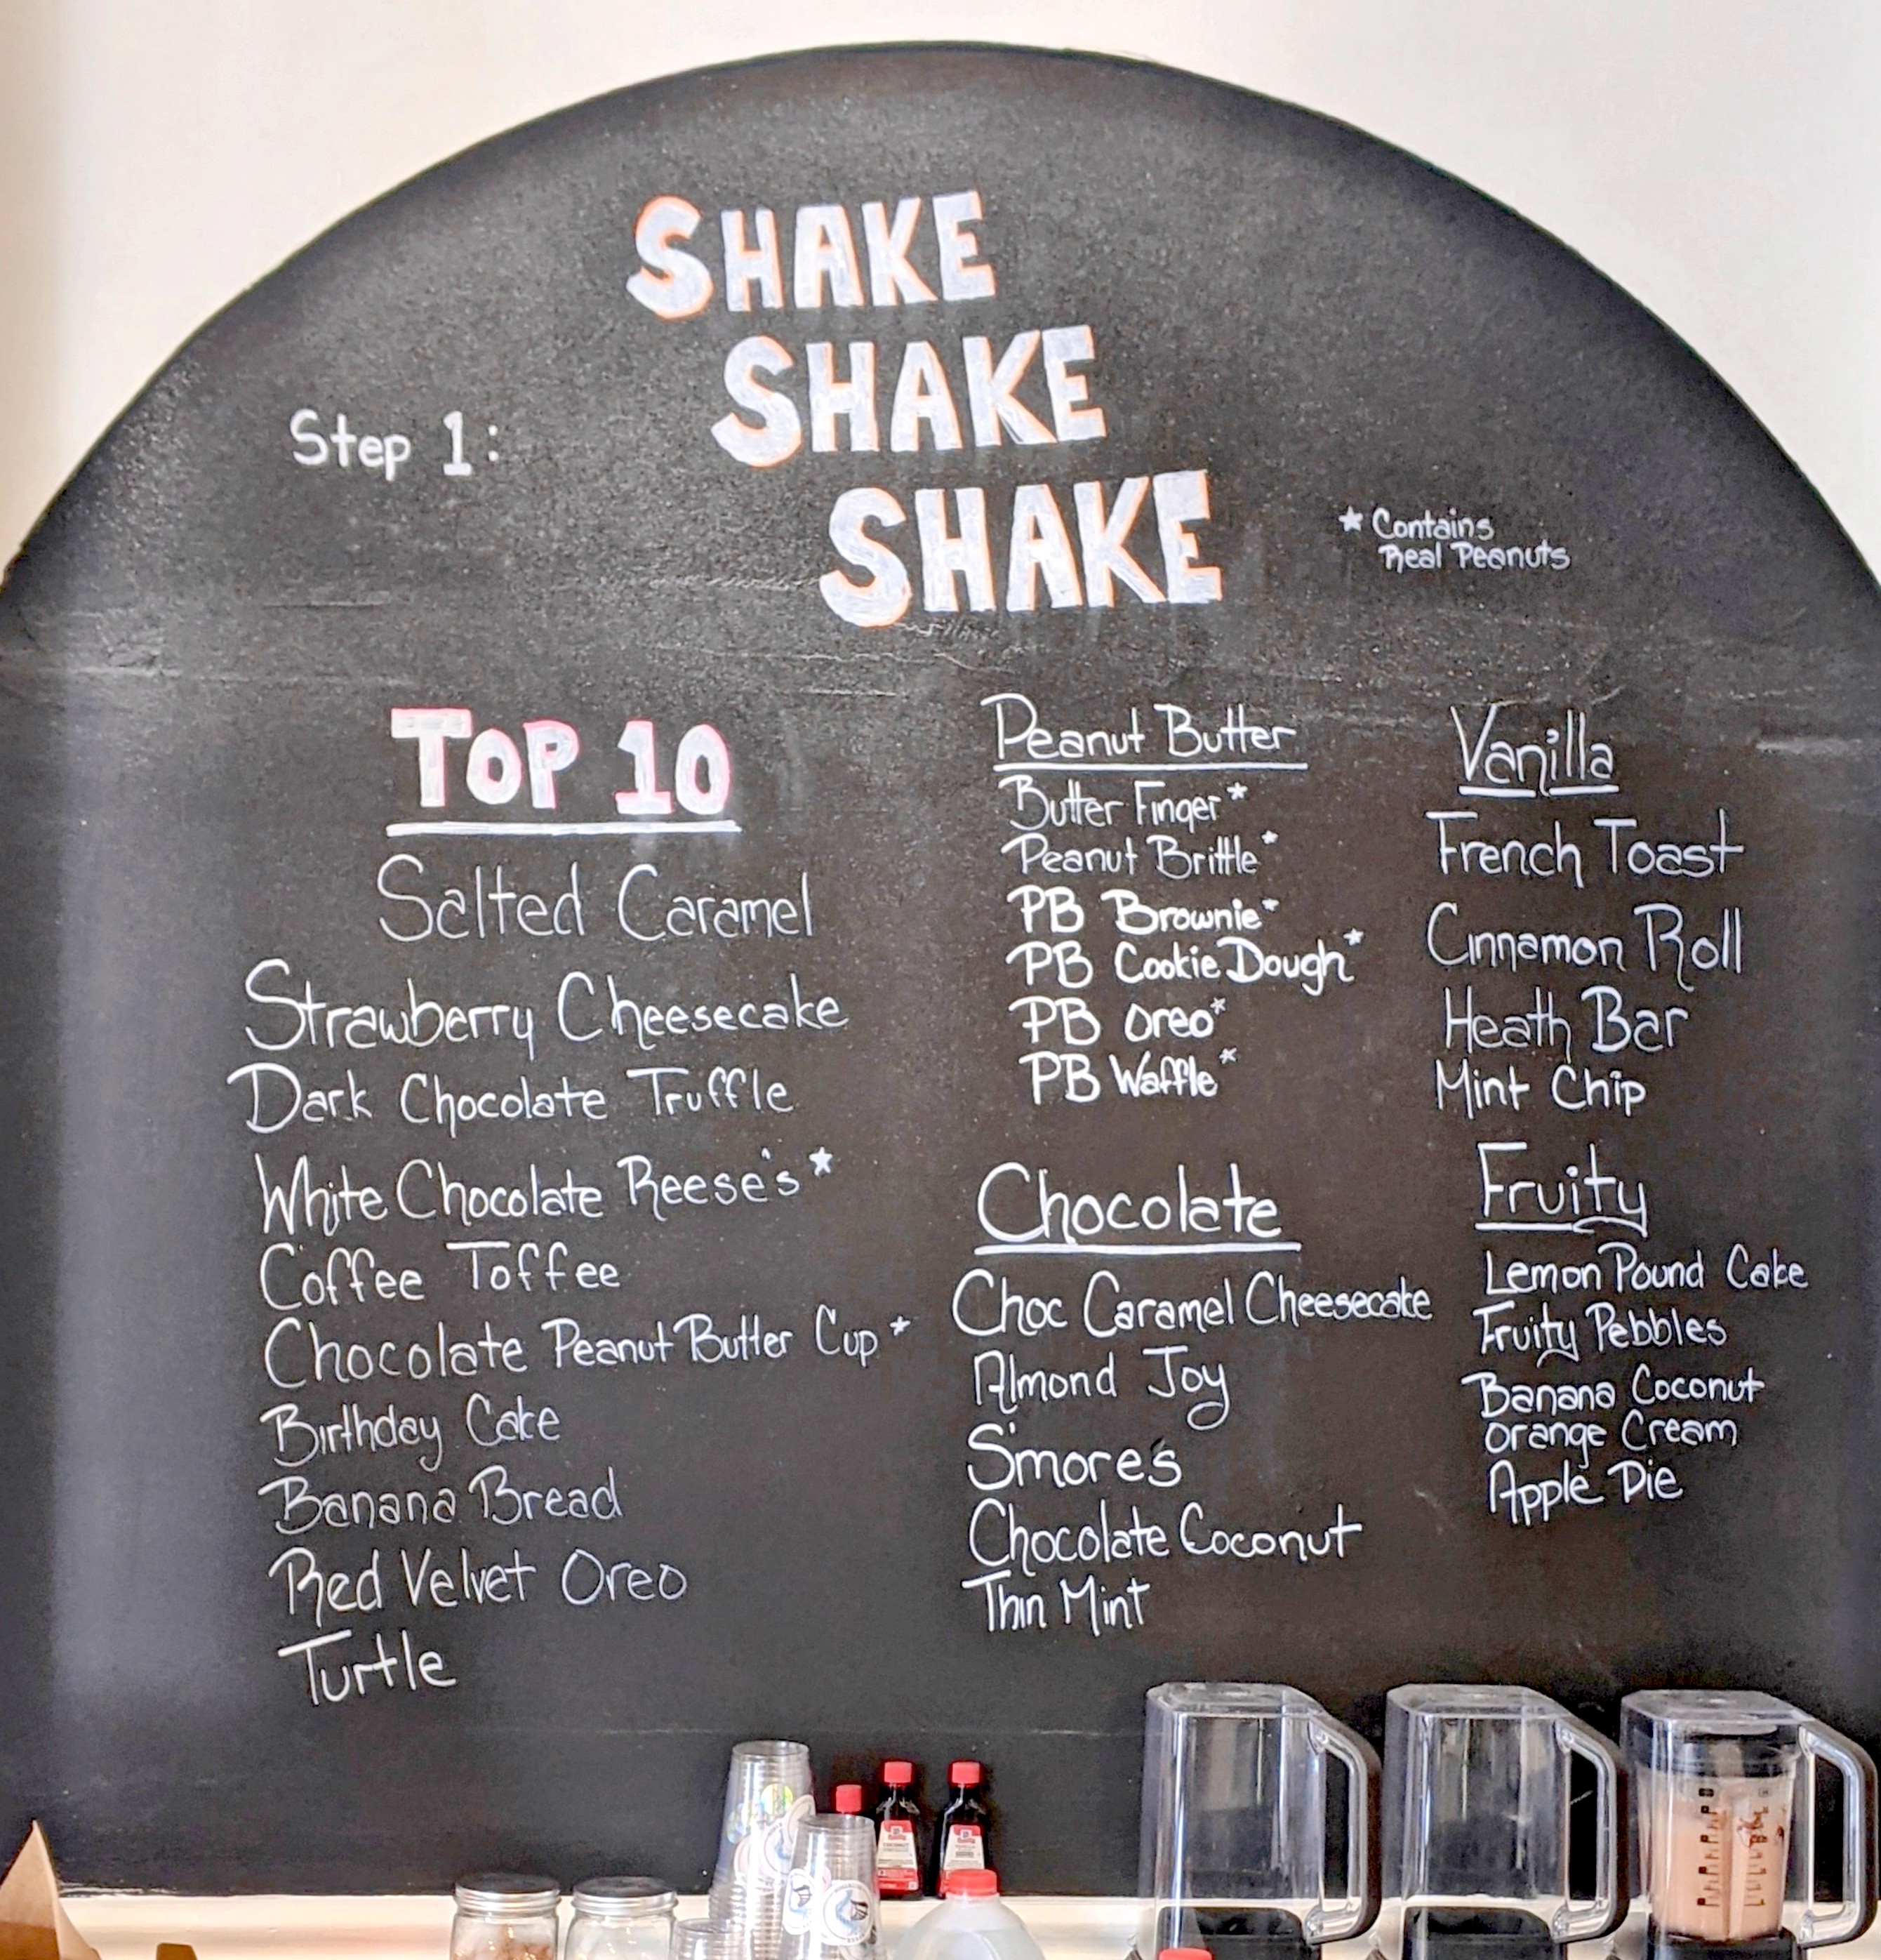 SHAKE
SHAKE
SHAKE
Step 1:
* Contains
Real Peanuts
TOP 10
Salted Caramel
Strawberry Cheesecake
Dark Chocolate Truffle
White Chocolate Reese's *
Coffee Toffee
Chocolate Peanut Butter Cup *
Birthday Cake
Banana Bread
Red Velvet Oreo
Turtle
Peanut Butter
Butter Finger *
Peanut Brittle *
PB Brownie *
PB Cookie Dough *
PB Oreo *
PB Waffle *
Chocolate
Choc Caramel Cheesecake
Almond Joy
S'more's
Chocolate Coconut
Thin Mint
Vanilla
French Toast
Cinnamon Roll
Heath Bar
Mint Chip
Fruity
Lemon Pound Cake
Fruity Pebbles
Banana Coconut
Orange Cream
Apple Pie